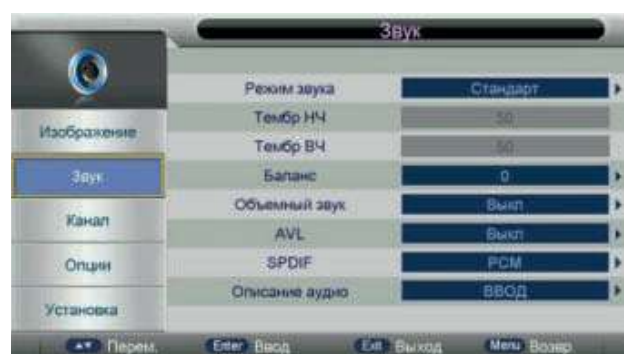 Звук
Режим звука Стандарт
Тембр НЧ 50
Тембр ВЧ 50
Баланс 0
Объемный звук Выкл
AVL Выкл
SPDIF PCM
Описание аудио ВВОД
Изображение
Звук
Канал
Опции
Установка
Перем. Enter Ввод Exit Выход Menu Возвр